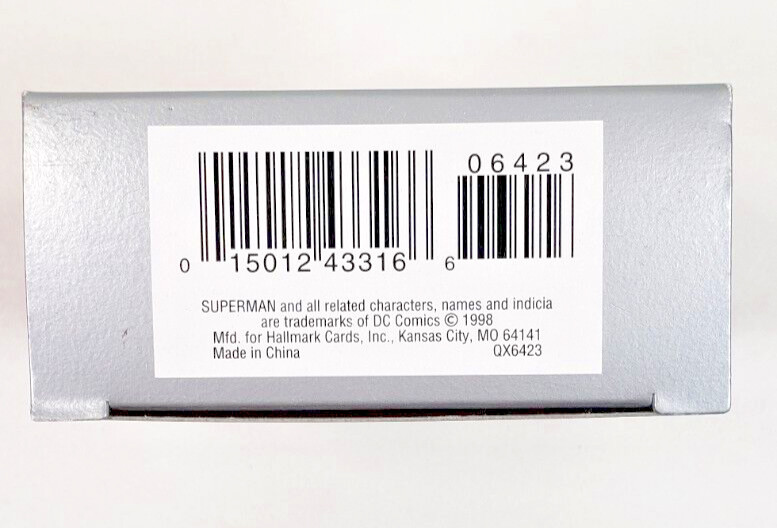 06423
0 15012 43316 6
SUPERMAN and all related characters, names and indicia
are trademarks of DC Comics © 1998
Mfd. for Hallmark Cards, Inc., Kansas City, MO 64141
Made in China QX6423